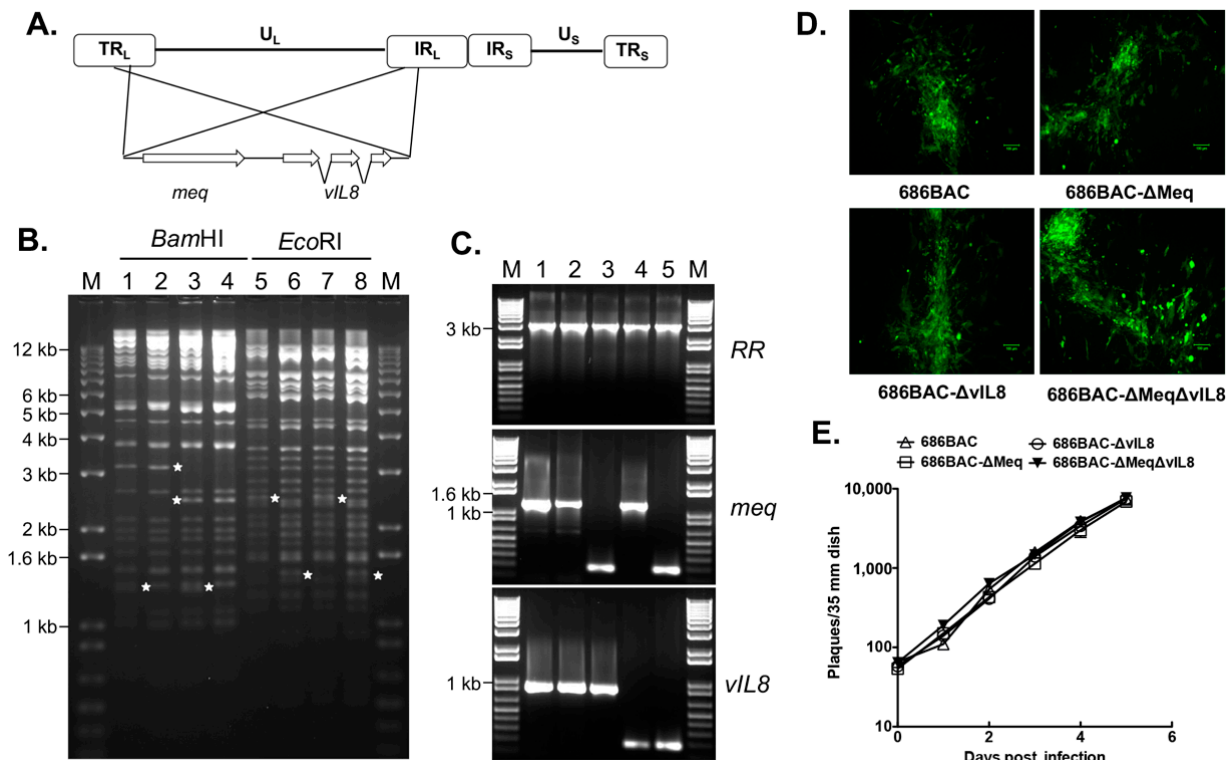 A.
TRL UL IRL IRS US TRS
meq vIL8
B.
BamHI EcoRI
M 1 2 3 4 5 6 7 8 M
12 kb
6 kb
5 kb
4 kb
3 kb
2 kb
1.6 kb
1 kb
C.
M 1 2 3 4 5 M
3 kb
RR
1.6 kb
1 kb
meq
1 kb
vIL8
D.
686BAC 686BAC-ΔMeq
686BAC-ΔvIL8 686BAC-ΔMeqΔvIL8
E.
686BAC 686BAC-ΔvIL8
686BAC-ΔMeq 686BAC-ΔMeqΔvIL8
Plaques/35 mm dish
10,000
1,000
100
10
0 2 4 6
Days post infection